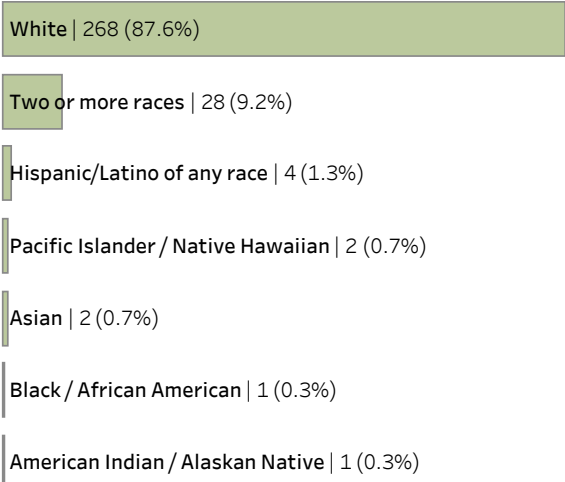 White | 268 (87.6%)
Two or more races | 28 (9.2%)
Hispanic/Latino of any race | 4 (1.3%)
Pacific Islander / Native Hawaiian | 2 (0.7%)
Asian | 2 (0.7%)
Black / African American | 1 (0.3%)
American Indian / Alaskan Native | 1 (0.3%)